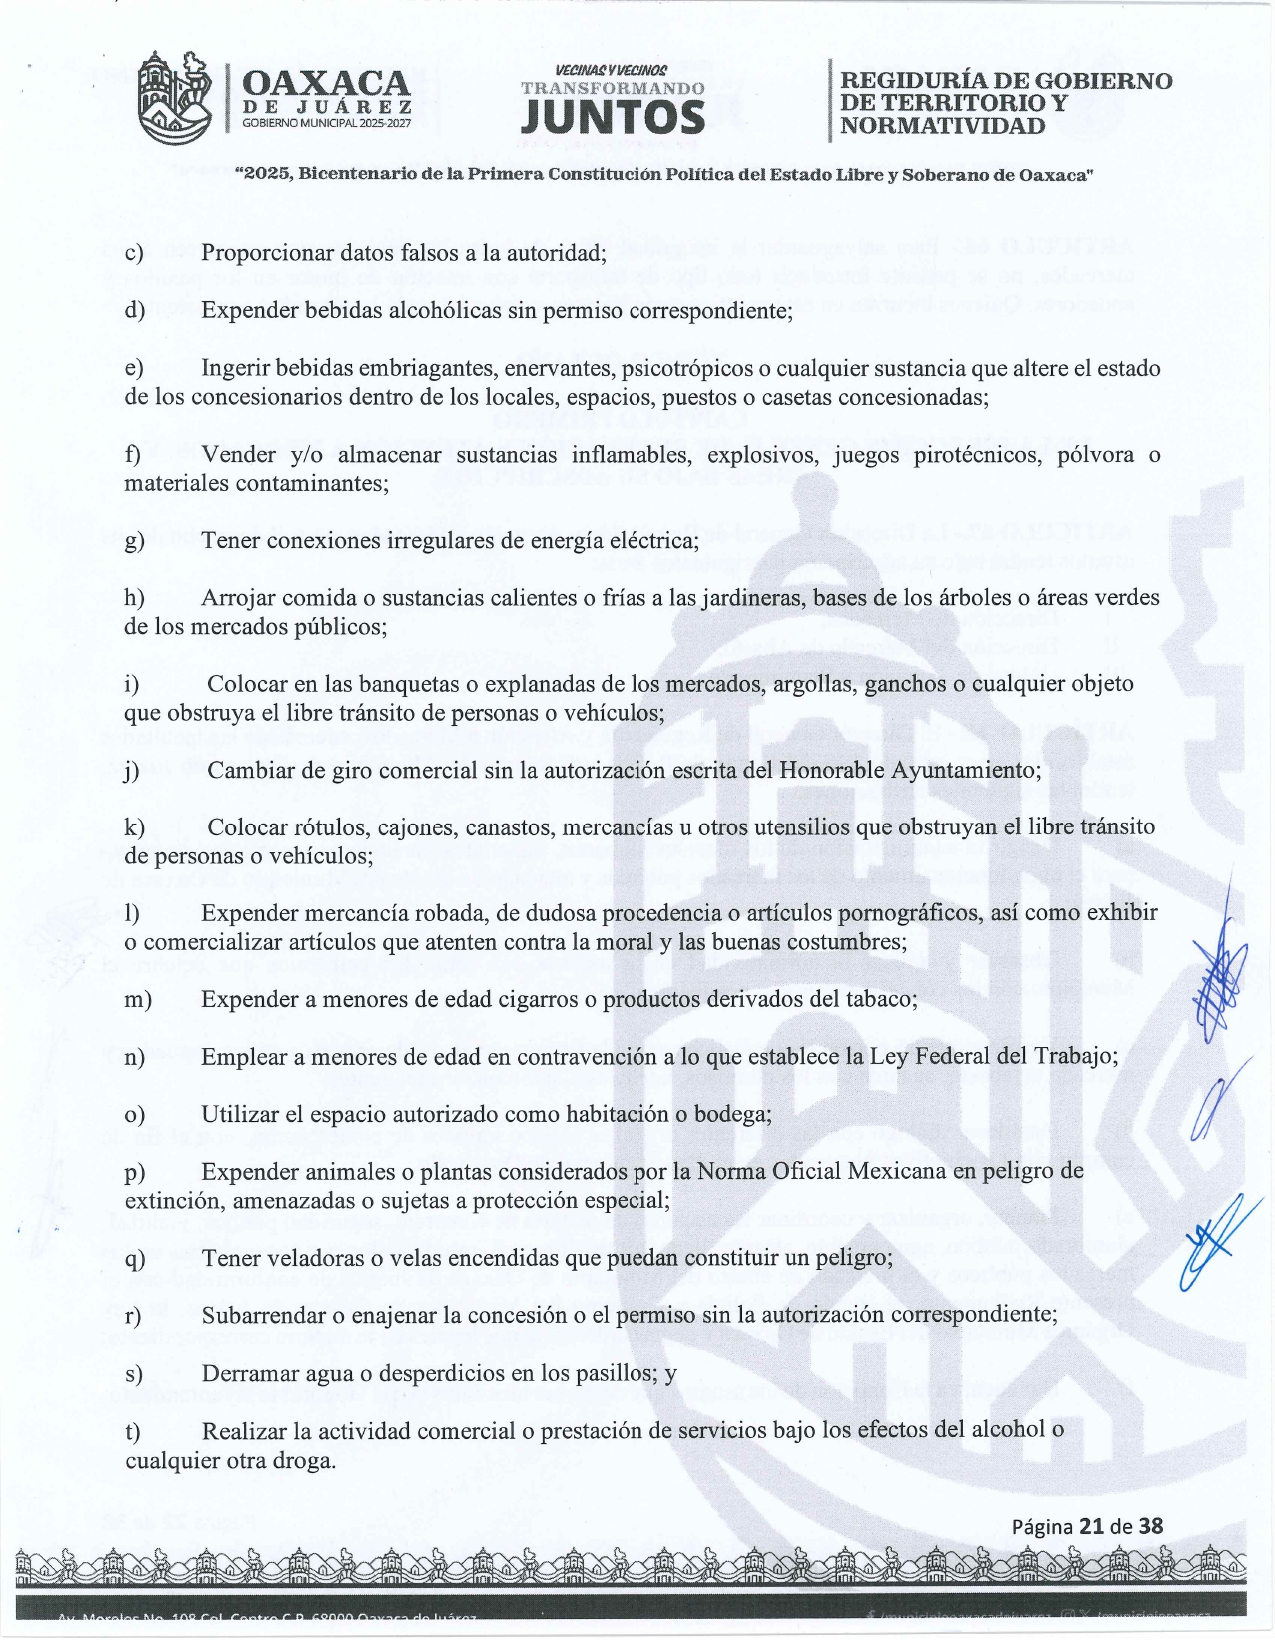 OAXACA
DE JUÁREZ
GOBIERNO MUNICIPAL 2025-2027
VECINAS Y VECINOS
TRANSFORMANDO
JUNTOS
REGIDURÍA DE GOBIERNO
DE TERRITORIO Y
NORMATIVIDAD
"2025, Bicentenario de la Primera Constitución Política del Estado Libre y Soberano de Oaxaca"
c) Proporcionar datos falsos a la autoridad;
d) Expender bebidas alcohólicas sin permiso correspondiente;
e) Ingerir bebidas embriagantes, enervantes, psicotrópicos o cualquier sustancia que altere el estado
de los concesionarios dentro de los locales, espacios, puestos o casetas concesionadas;
f) Vender y/o almacenar sustancias inflamables, explosivos, juegos pirotécnicos, pólvora o
materiales contaminantes;
g) Tener conexiones irregulares de energía eléctrica;
h) Arrojar comida o sustancias calientes o frías a las jardineras, bases de los árboles o áreas verdes
de los mercados públicos;
i) Colocar en las banquetas o explanadas de los mercados, argollas, ganchos o cualquier objeto
que obstruya el libre tránsito de personas o vehículos;
j) Cambiar de giro comercial sin la autorización escrita del Honorable Ayuntamiento;
k) Colocar rótulos, cajones, canastos, mercancías u otros utensilios que obstruyan el libre tránsito
de personas o vehículos;
l) Expender mercancía robada, de dudosa procedencia o artículos pornográficos, así como exhibir
o comercializar artículos que atenten contra la moral y las buenas costumbres;
m) Expender a menores de edad cigarros o productos derivados del tabaco;
n) Emplear a menores de edad en contravención a lo que establece la Ley Federal del Trabajo;
o) Utilizar el espacio autorizado como habitación o bodega;
p) Expender animales o plantas considerados por la Norma Oficial Mexicana en peligro de
extinción, amenazadas o sujetas a protección especial;
q) Tener veladoras o velas encendidas que puedan constituir un peligro;
r) Subarrendar o enajenar la concesión o el permiso sin la autorización correspondiente;
s) Derramar agua o desperdicios en los pasillos; y
t) Realizar la actividad comercial o prestación de servicios bajo los efectos del alcohol o
cualquier otra droga.
Página 21 de 38
Av. Morelos No. 108 Col. Centro C.P. 68000 Oaxaca de Juárez